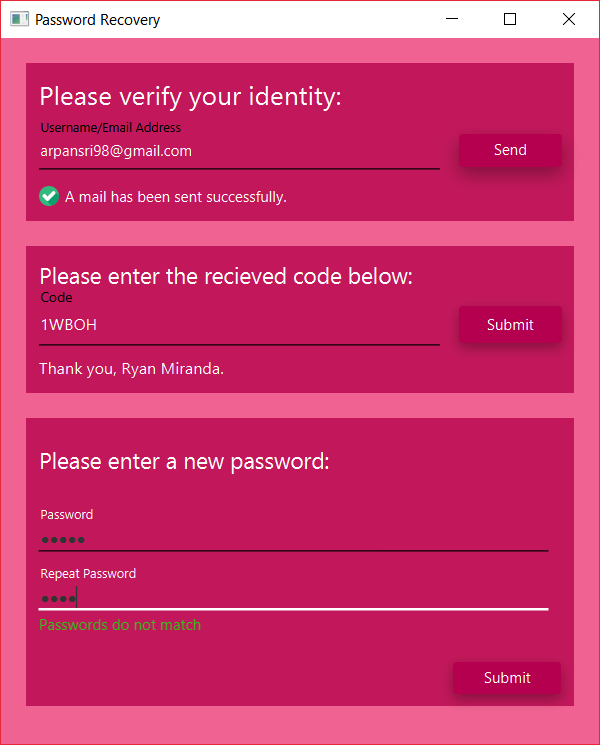 Password Recovery
Please verify your identity:
Username/Email Address
arpansri98@gmail.com
Send
A mail has been sent successfully.
Please enter the recieved code below:
Code
1WBOH
Submit
Thank you, Ryan Miranda.
Please enter a new password:
Password
•••••
Repeat Password
••••
Passwords do not match
Submit